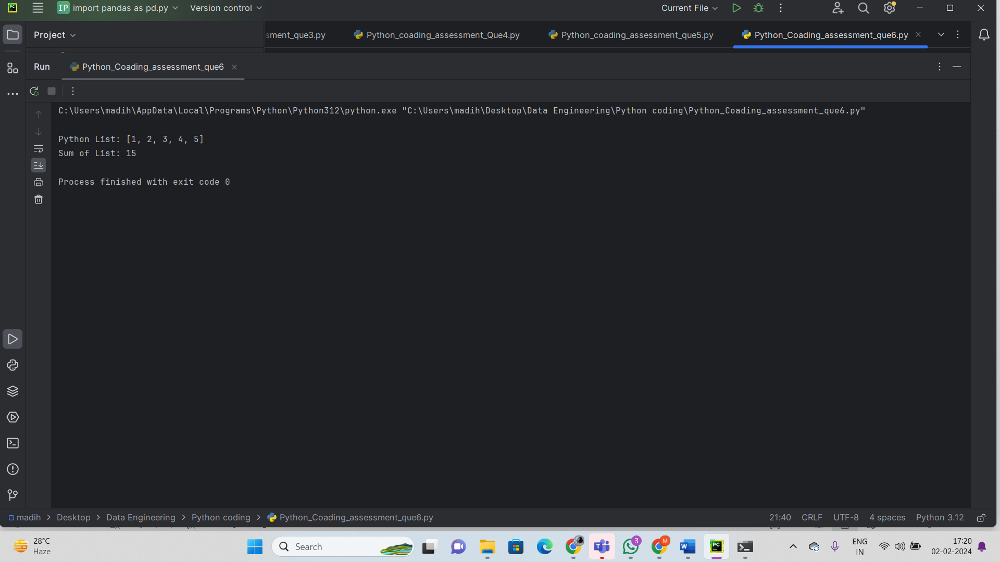 PC IP import pandas as pd.py Version control Current File
Project sment_que3.py Python_coading_assessment_Que4.py Python_coading_assessment_que5.py Python_Coading_assessment_que6.py
Run Python_Coading_assessment_que6
C:\Users\madih\AppData\Local\Programs\Python\Python312\python.exe "C:\Users\madih\Desktop\Data Engineering\Python coding\Python_Coading_assessment_que6.py"
Python List: [1, 2, 3, 4, 5]
Sum of List: 15
Process finished with exit code 0
madih > Desktop > Data Engineering > Python coding > Python_Coading_assessment_que6.py 21:40 CRLF UTF-8 4 spaces Python 3.12
28°C
Haze
Search
3
M
W
PC
ENG
IN
17:20
02-02-2024